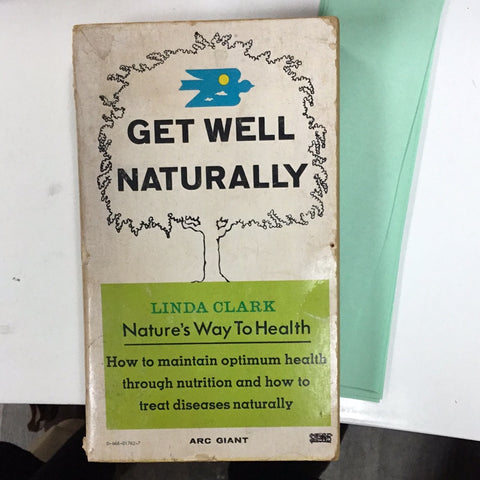 GET WELL
NATURALLY
LINDA CLARK
Nature's Way To Health
How to maintain optimum health
through nutrition and how to
treat diseases naturally
ARC GIANT